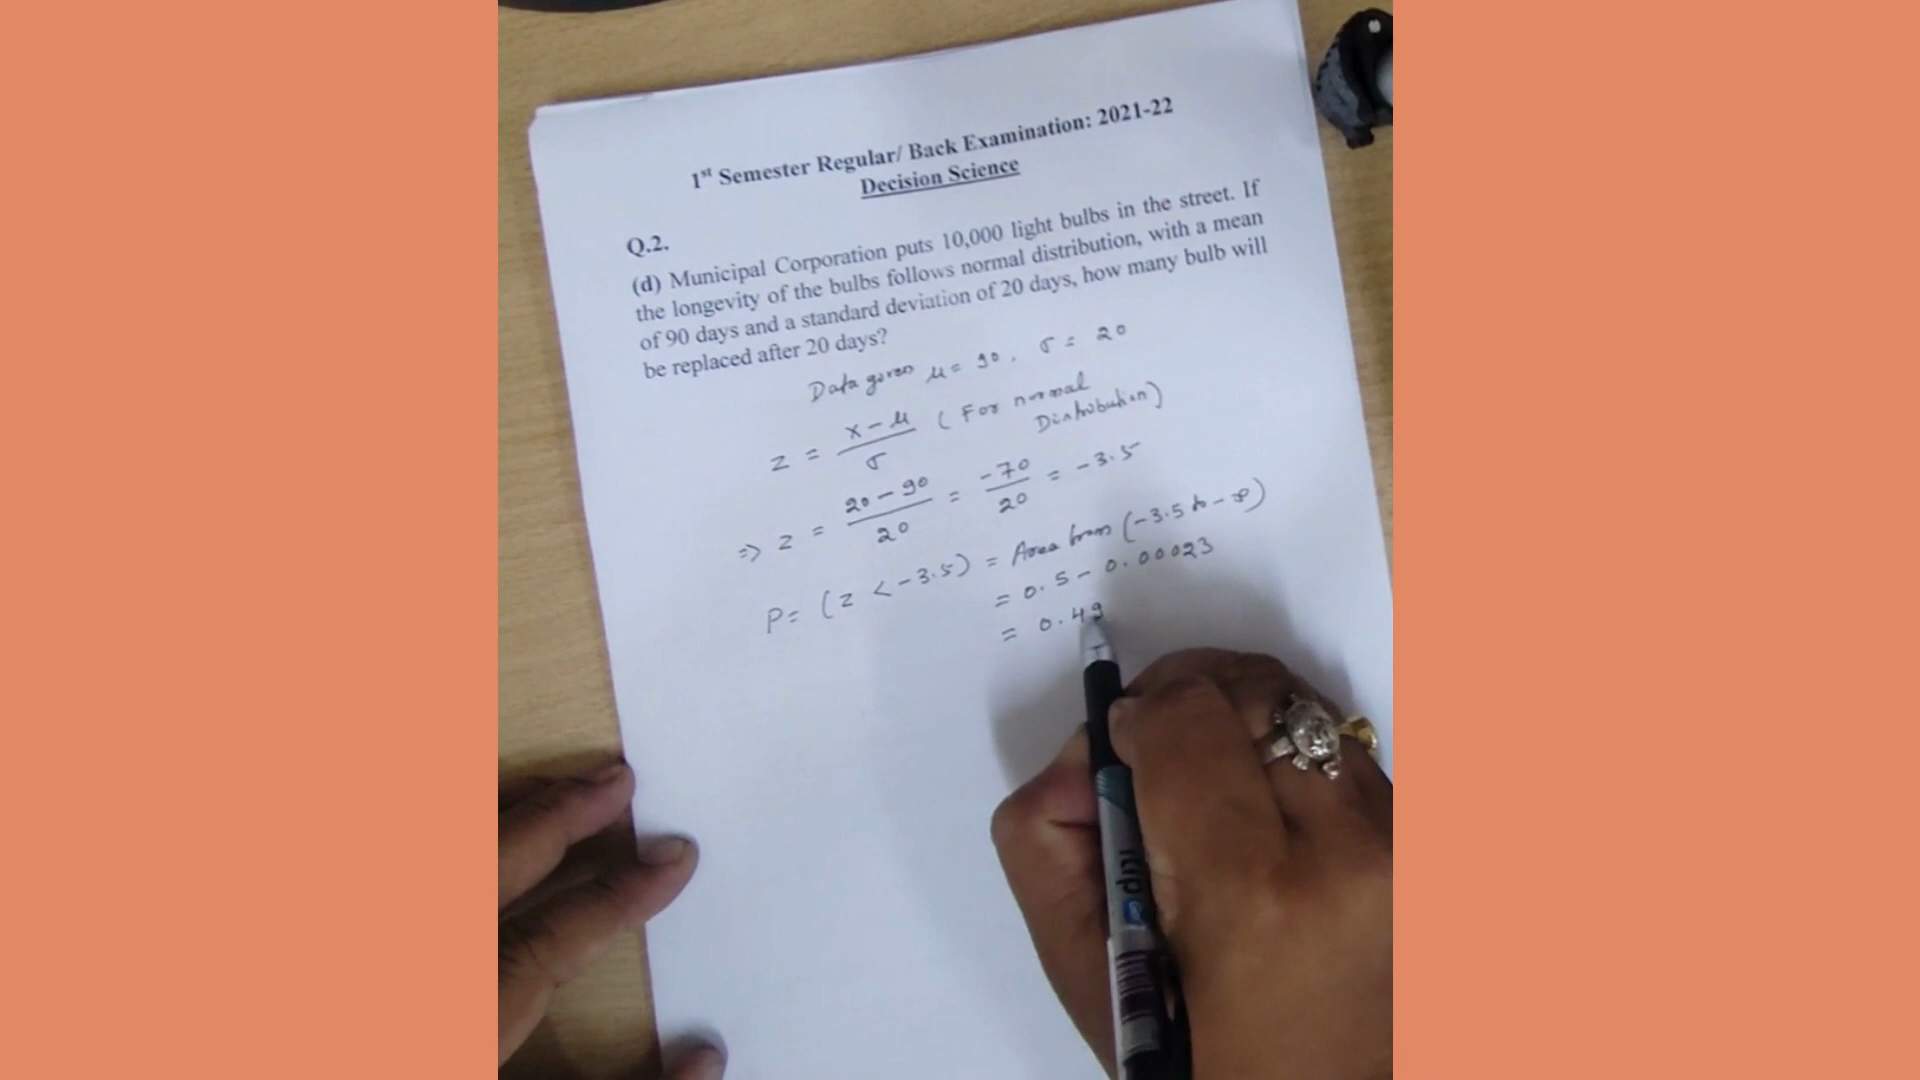 1st Semester Regular/ Back Examination: 2021-22
Decision Science
Q.2.
(d) Municipal Corporation puts 10,000 light bulbs in the street. If
the longevity of the bulbs follows normal distribution, with a mean
of 90 days and a standard deviation of 20 days, how many bulb will
be replaced after 20 days?
Data given μ = 90, σ = 20
z = x - μ / σ (For normal
Distribution)
=> z = 20 - 90 / 20 = -70 / 20 = -3.5
P = (z < -3.5) = Area from (-3.5 to -∞)
= 0.5 - 0.00023
= 0.49